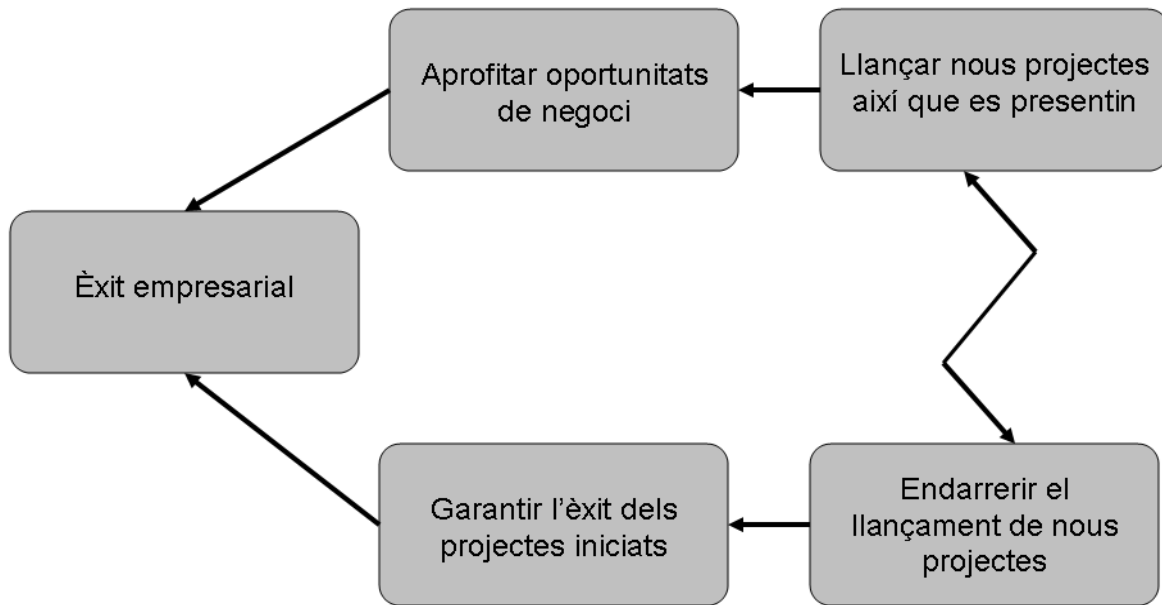 Aprofitar oportunitats
de negoci
Llançar nous projectes
així que es presentin
Èxit empresarial
Garantir l'èxit dels
projectes iniciats
Endarrerir el
llançament de nous
projectes